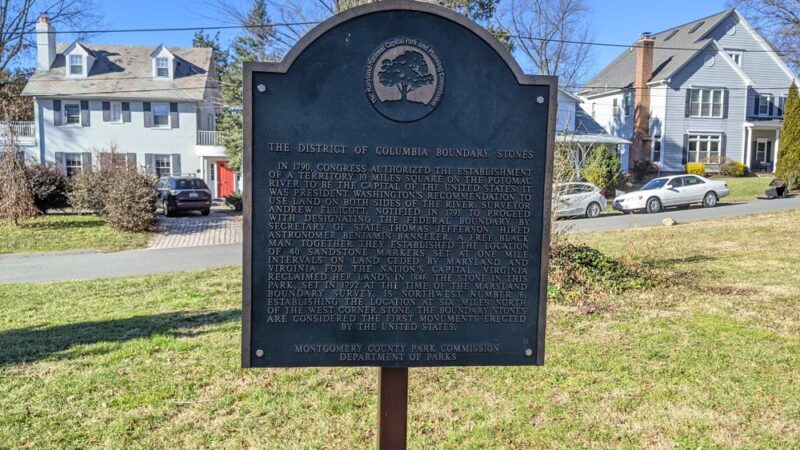 The Maryland-National Capital Park and Planning Commission
THE DISTRICT OF COLUMBIA BOUNDARY STONES
IN 1790, CONGRESS AUTHORIZED THE ESTABLISHMENT
OF A TERRITORY 10 MILES SQUARE ON THE POTOMAC
RIVER TO BE THE CAPITAL OF THE UNITED STATES. IT
WAS PRESIDENT WASHINGTON'S RECOMMENDATION TO
USE LAND ON BOTH SIDES OF THE RIVER. SURVEYOR
ANDREW ELLICOTT, NOTIFIED IN 1791 TO PROCEED
WITH DESIGNATING THE FEDERAL BOUNDARY BY
SECRETARY OF STATE THOMAS JEFFERSON, HIRED
ASTRONOMER BENJAMIN BANNEKER, A FREE BLACK
MAN. TOGETHER THEY ESTABLISHED THE LOCATION
OF 40 SANDSTONE MARKERS SET AT ONE MILE
INTERVALS ON LAND CEDED BY MARYLAND AND
VIRGINIA FOR THE NATION'S CAPITAL. VIRGINIA
RECLAIMED HER LANDS IN 1846. THE STONE IN THIS
PARK, SET IN 1792 AT THE TIME OF THE MARYLAND
BOUNDARY SURVEY, IS NORTHWEST NUMBER 6,
ESTABLISHING THE LOCATION AT SIX MILES NORTH
OF THE WEST CORNER STONE. THE BOUNDARY STONES
ARE CONSIDERED THE FIRST MONUMENTS ERECTED
BY THE UNITED STATES.
MONTGOMERY COUNTY PARK COMMISSION
DEPARTMENT OF PARKS